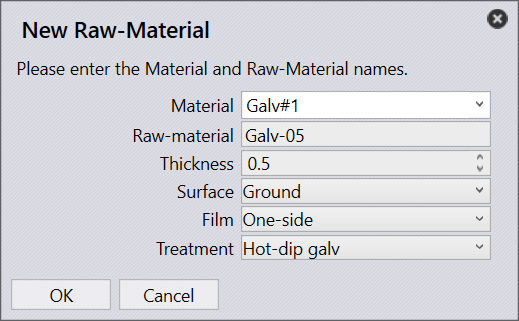 New Raw-Material
Please enter the Material and Raw-Material names.
Material Galv#1
Raw-material Galv-05
Thickness 0.5
Surface Ground
Film One-side
Treatment Hot-dip galv
OK Cancel